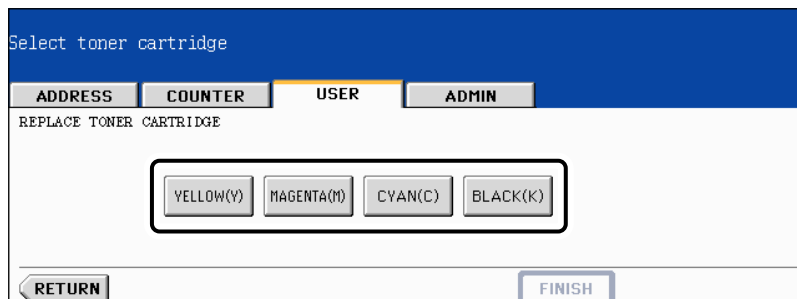 Select toner cartridge
ADDRESS COUNTER USER ADMIN
REPLACE TONER CARTRIDGE
YELLOW(Y) MAGENTA(M) CYAN(C) BLACK(K)
RETURN FINISH